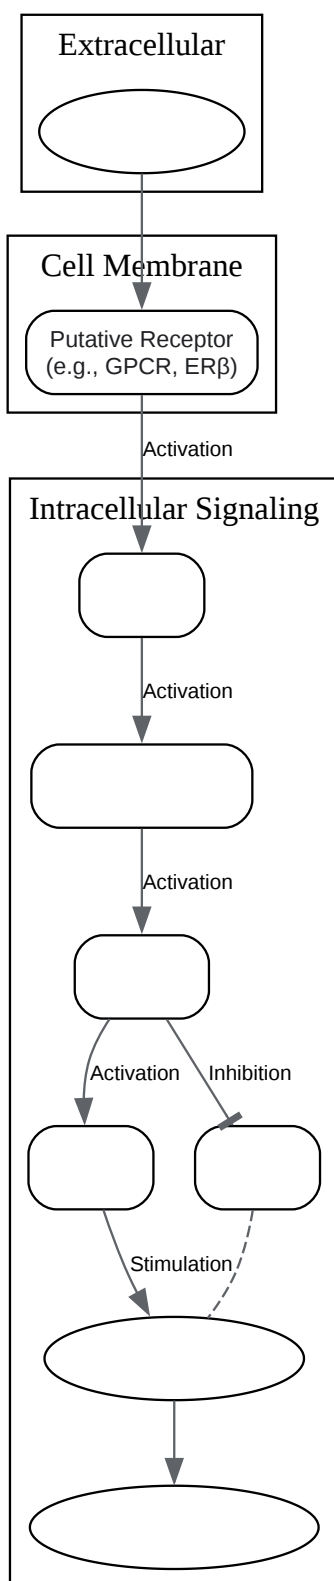 Extracellular
Cell Membrane
Putative Receptor
(e.g., GPCR, ERβ)
Activation
Intracellular Signaling
Activation
Activation
Activation
Inhibition
Stimulation